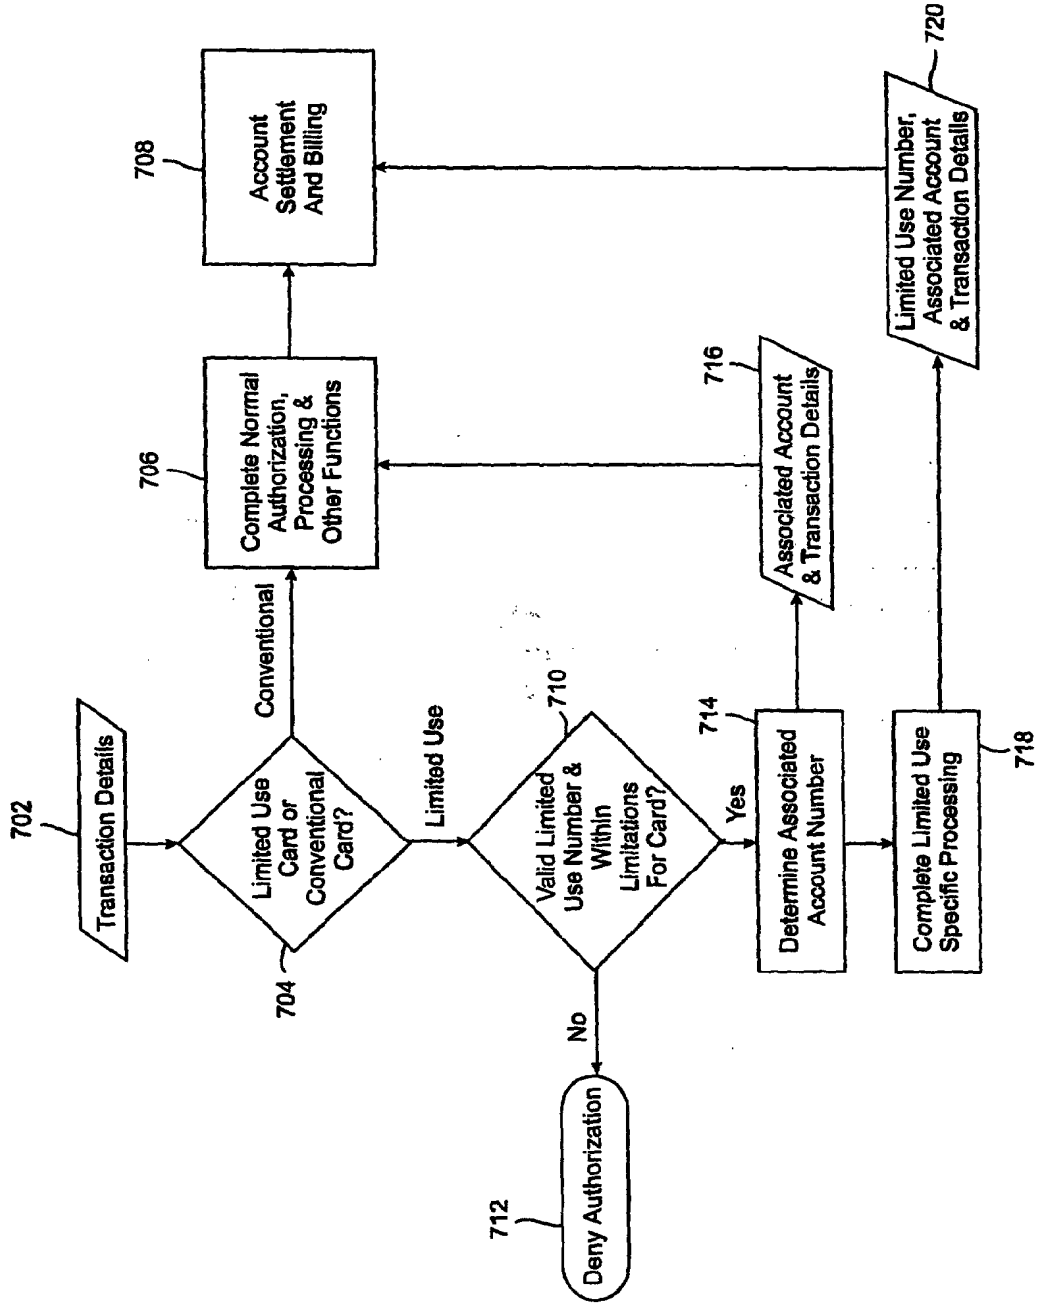 702
Transaction Details
704
Limited Use
Card or
Conventional
Card?
Conventional
706
Complete Normal
Authorization,
Processing &
Other Functions
708
Account
Settlement
And Billing
Limited Use
710
Valid Limited
Use Number &
Within
Limitations
For Card?
No
712
Deny Authorization
Yes
714
Determine Associated
Account Number
716
Associated Account
& Transaction Details
718
Complete Limited Use
Specific Processing
720
Limited Use Number,
Associated Account
& Transaction Details